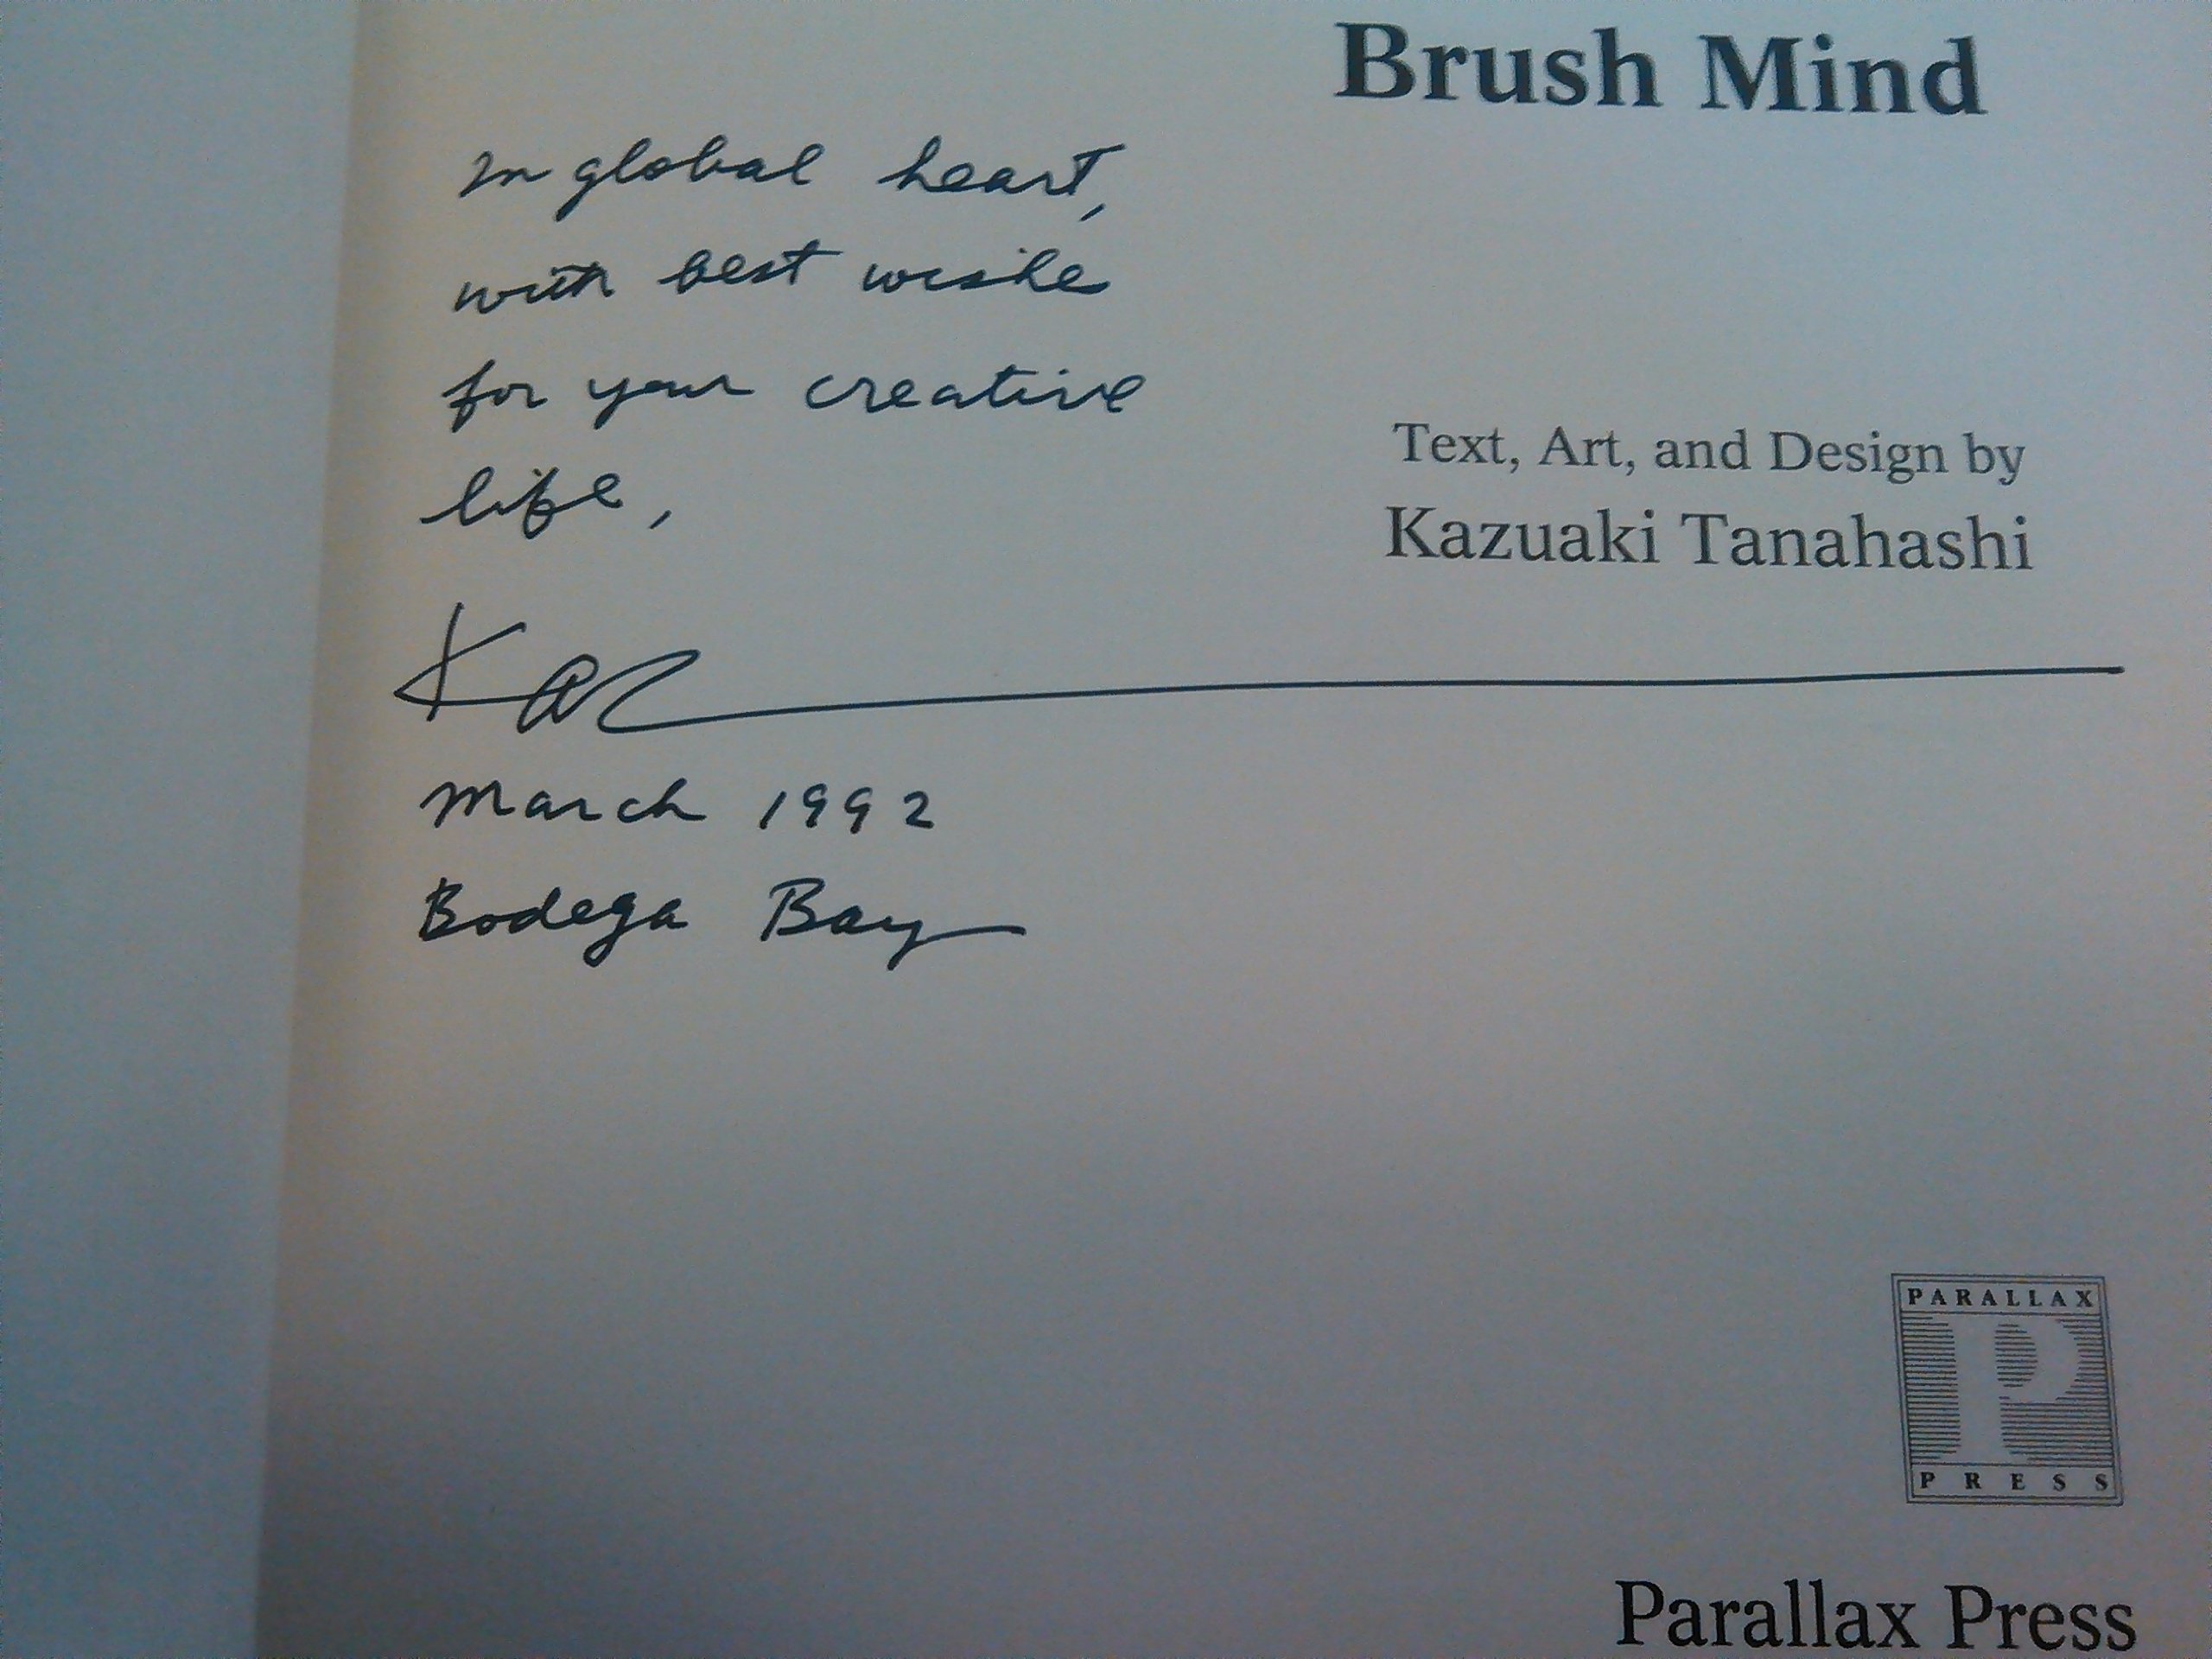 Brush Mind
In global heart,
with best wishe
for your creative
life,
Kaz
March 1992
Bodega Bay
Text, Art, and Design by
Kazuaki Tanahashi
PARALLAX
P
PRESS
Parallax Press